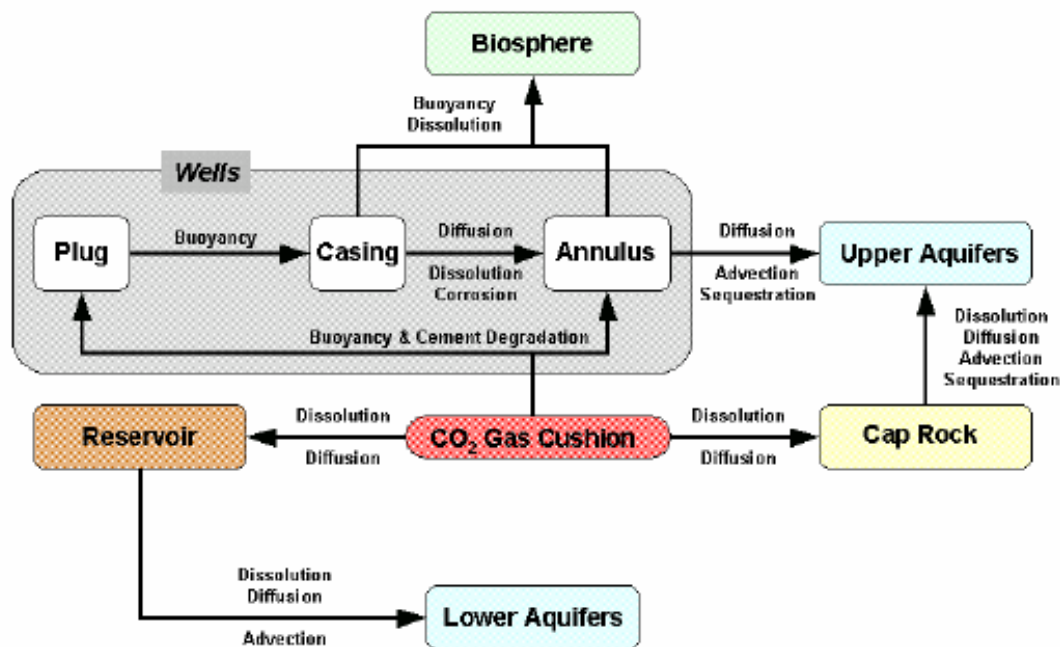 Biosphere
Buoyancy
Dissolution
Wells
Plug
Buoyancy
Casing
Diffusion
Dissolution
Corrosion
Annulus
Diffusion
Advection
Sequestration
Upper Aquifers
Buoyancy & Cement Degradation
Dissolution
Diffusion
Advection
Sequestration
Reservoir
Dissolution
Diffusion
CO₂ Gas Cushion
Dissolution
Diffusion
Cap Rock
Dissolution
Diffusion
Advection
Lower Aquifers